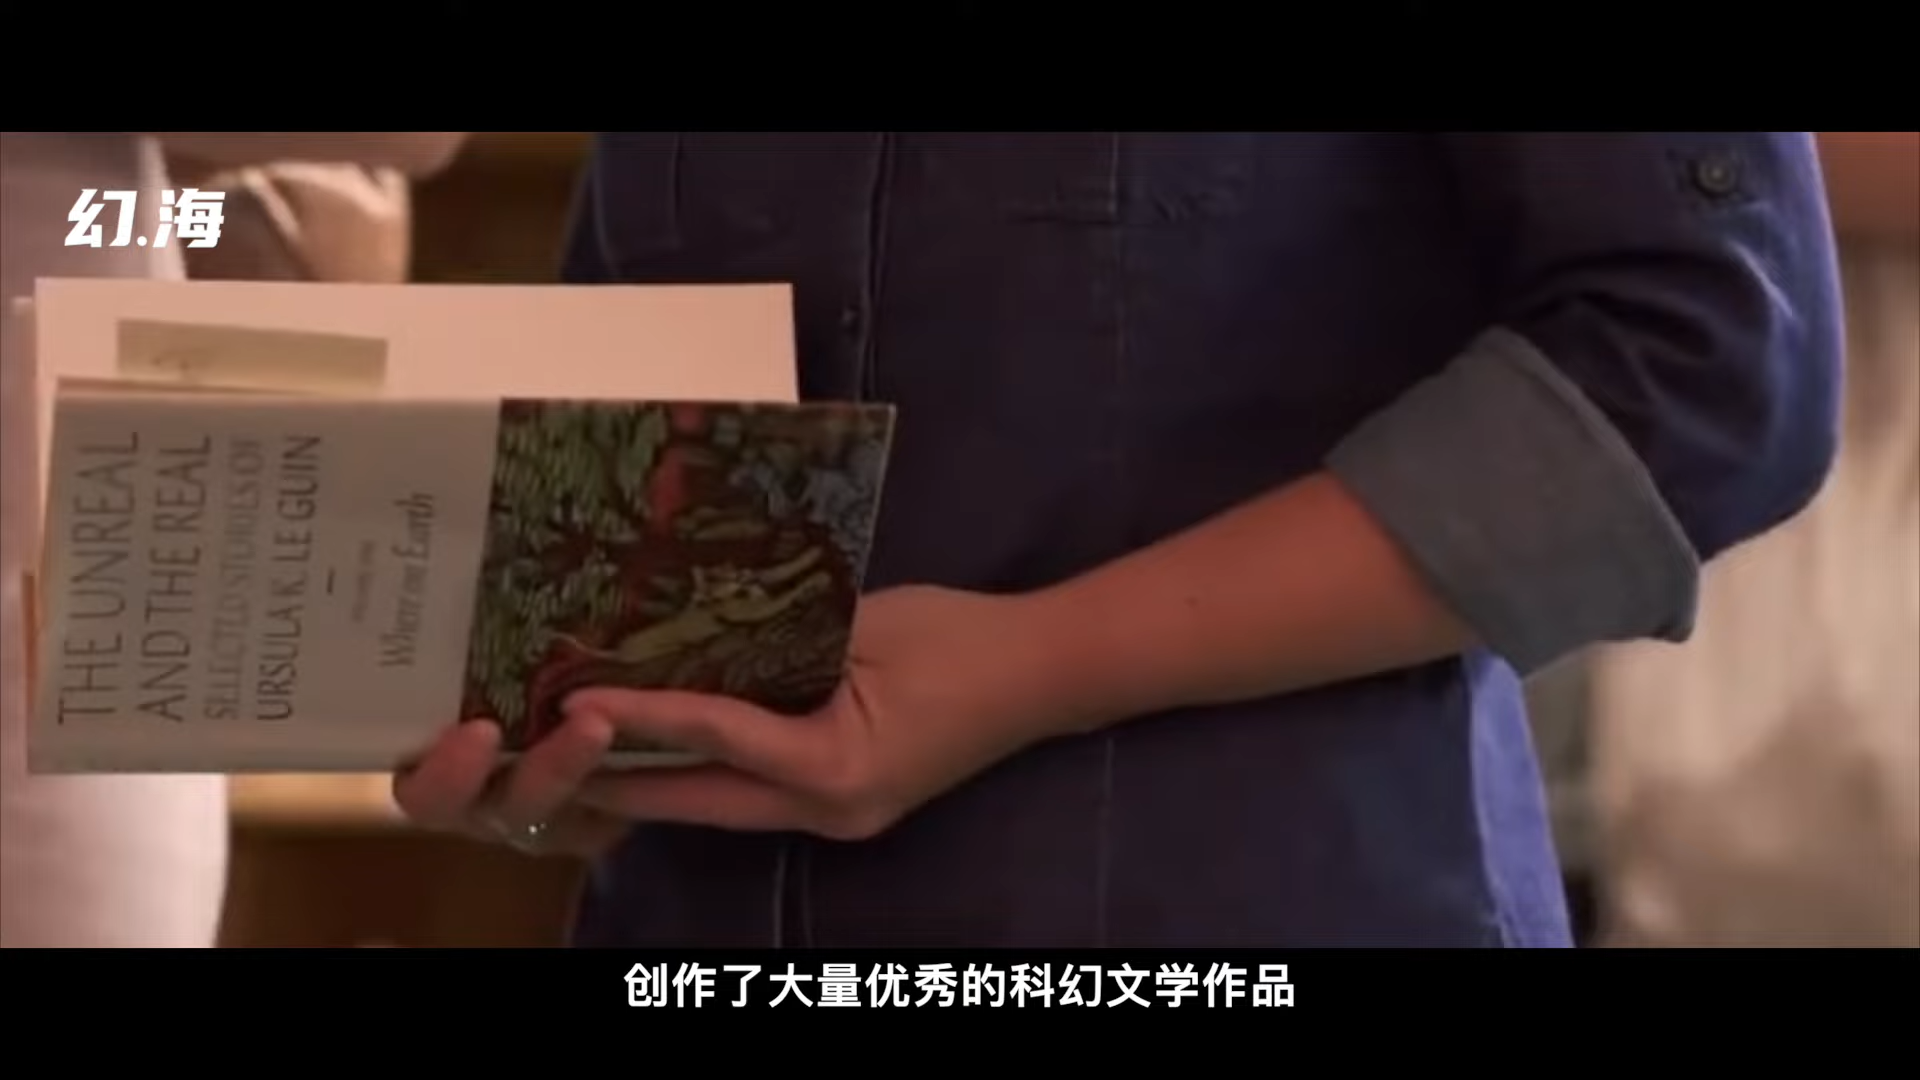 幻.海
THE UNREAL
AND THE REAL
SELECTED STORIES OF
URSULA K. LE GUIN
Where on Earth
创作了大量优秀的科幻文学作品